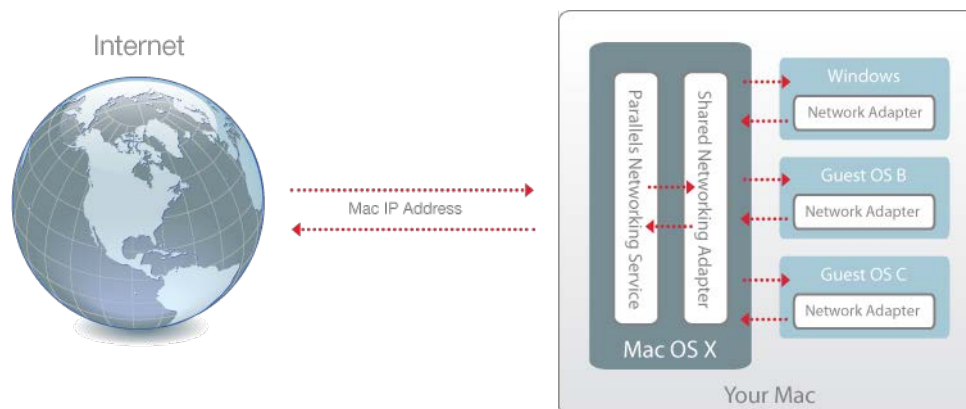 Internet
Mac IP Address
Parallels Networking Service
Shared Networking Adapter
Mac OS X
Windows
Network Adapter
Guest OS B
Network Adapter
Guest OS C
Network Adapter
Your Mac